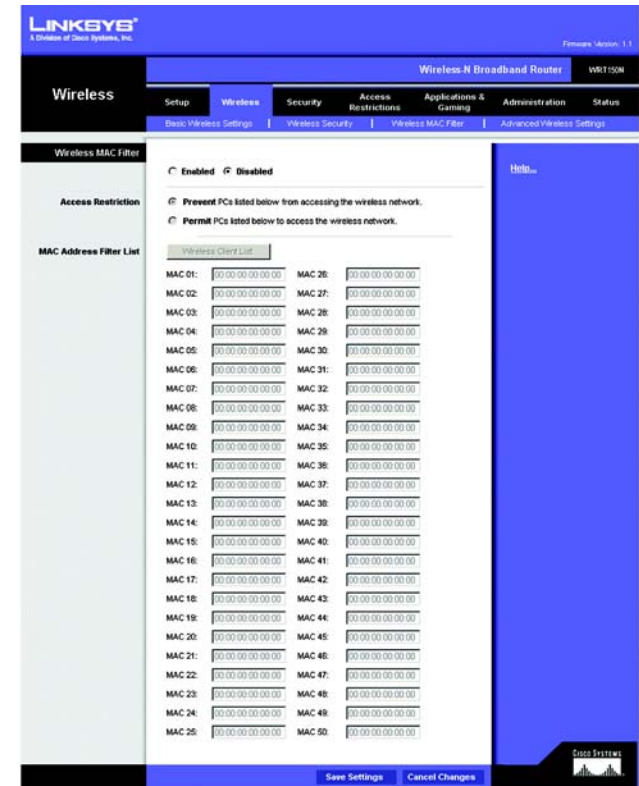 LINKSYS®
A Division of Cisco Systems, Inc.
Firmware Version: 1.1
Wireless-N Broadband Router WRT150N
Wireless
Setup Wireless Security Access Restrictions Applications & Gaming Administration Status
Basic Wireless Settings | Wireless Security | Wireless MAC Filter | Advanced Wireless Settings
Wireless MAC Filter
Enabled Disabled
Help...
Access Restriction
Prevent PCs listed below from accessing the wireless network.
Permit PCs listed below to access the wireless network.
MAC Address Filter List
Wireless Client List
MAC 01: 00:00:00:00:00:00 MAC 26: 00:00:00:00:00:00
MAC 02: 00:00:00:00:00:00 MAC 27: 00:00:00:00:00:00
MAC 03: 00:00:00:00:00:00 MAC 28: 00:00:00:00:00:00
MAC 04: 00:00:00:00:00:00 MAC 29: 00:00:00:00:00:00
MAC 05: 00:00:00:00:00:00 MAC 30: 00:00:00:00:00:00
MAC 06: 00:00:00:00:00:00 MAC 31: 00:00:00:00:00:00
MAC 07: 00:00:00:00:00:00 MAC 32: 00:00:00:00:00:00
MAC 08: 00:00:00:00:00:00 MAC 33: 00:00:00:00:00:00
MAC 09: 00:00:00:00:00:00 MAC 34: 00:00:00:00:00:00
MAC 10: 00:00:00:00:00:00 MAC 35: 00:00:00:00:00:00
MAC 11: 00:00:00:00:00:00 MAC 36: 00:00:00:00:00:00
MAC 12: 00:00:00:00:00:00 MAC 37: 00:00:00:00:00:00
MAC 13: 00:00:00:00:00:00 MAC 38: 00:00:00:00:00:00
MAC 14: 00:00:00:00:00:00 MAC 39: 00:00:00:00:00:00
MAC 15: 00:00:00:00:00:00 MAC 40: 00:00:00:00:00:00
MAC 16: 00:00:00:00:00:00 MAC 41: 00:00:00:00:00:00
MAC 17: 00:00:00:00:00:00 MAC 42: 00:00:00:00:00:00
MAC 18: 00:00:00:00:00:00 MAC 43: 00:00:00:00:00:00
MAC 19: 00:00:00:00:00:00 MAC 44: 00:00:00:00:00:00
MAC 20: 00:00:00:00:00:00 MAC 45: 00:00:00:00:00:00
MAC 21: 00:00:00:00:00:00 MAC 46: 00:00:00:00:00:00
MAC 22: 00:00:00:00:00:00 MAC 47: 00:00:00:00:00:00
MAC 23: 00:00:00:00:00:00 MAC 48: 00:00:00:00:00:00
MAC 24: 00:00:00:00:00:00 MAC 49: 00:00:00:00:00:00
MAC 25: 00:00:00:00:00:00 MAC 50: 00:00:00:00:00:00
Save Settings Cancel Changes
CISCO SYSTEMS